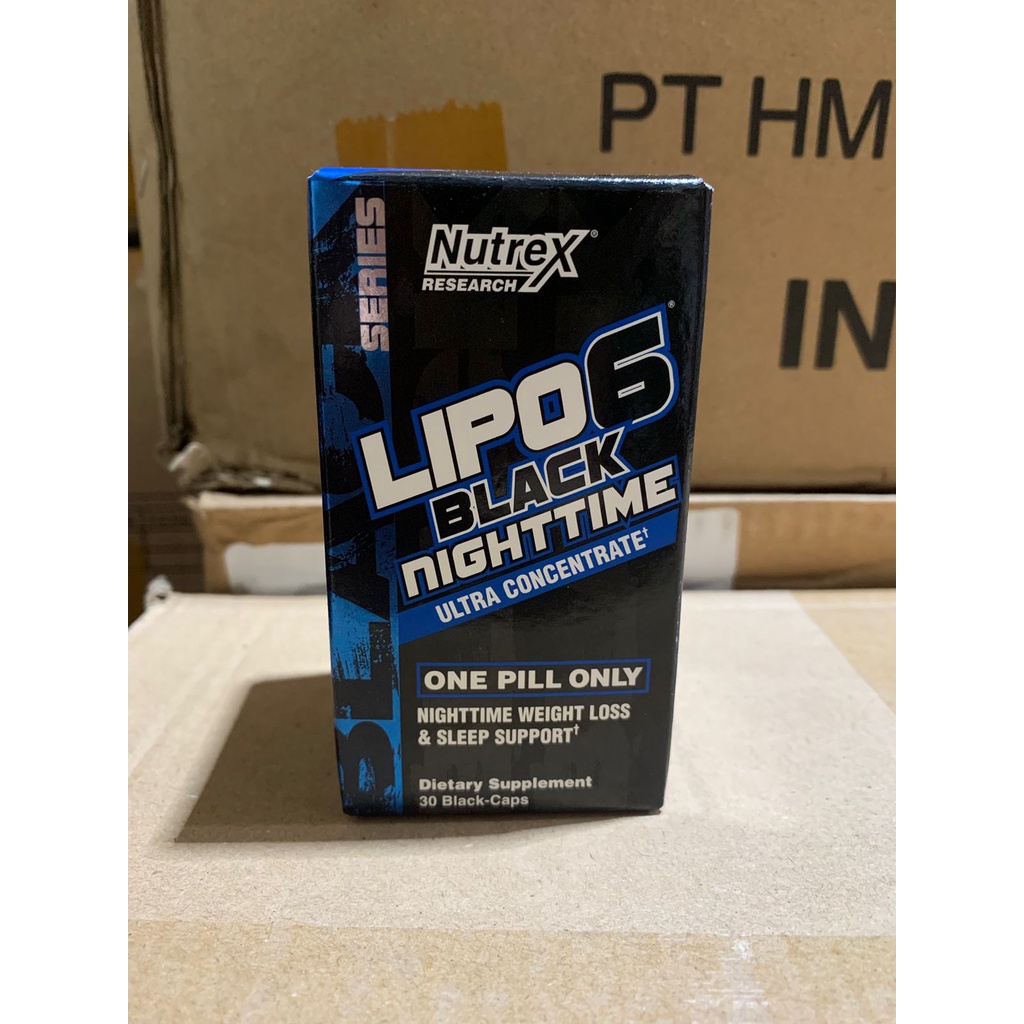 PT HM
IN
SERIES
BLACK
Nutrex®
RESEARCH
LIPO6®
BLACK
NIGHTTIME
ULTRA CONCENTRATE†
ONE PILL ONLY
NIGHTTIME WEIGHT LOSS
& SLEEP SUPPORT†
Dietary Supplement
30 Black-Caps